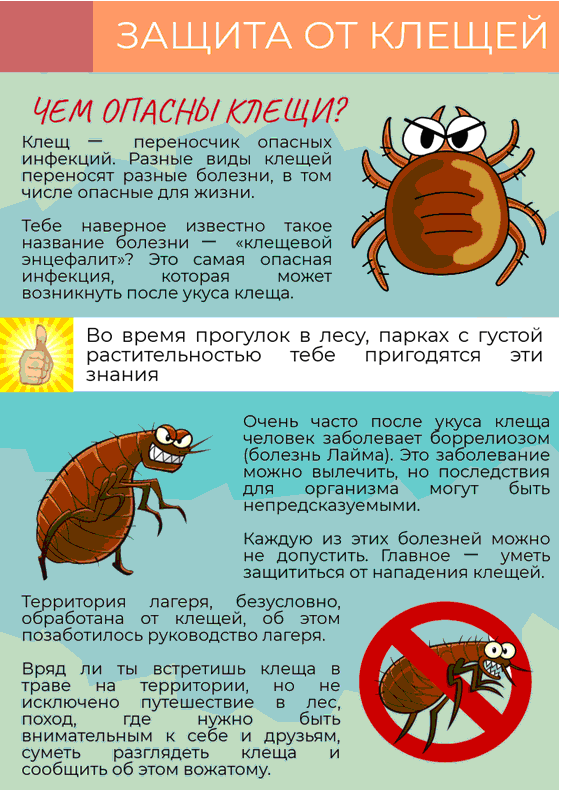 ЗАЩИТА ОТ КЛЕЩЕЙ
ЧЕМ ОПАСНЫ КЛЕЩИ?
Клещ — переносчик опасных
инфекций. Разные виды клещей
переносят разные болезни, в том
числе опасные для жизни.
Тебе наверное известно такое
название болезни — «клещевой
энцефалит»? Это самая опасная
инфекция, которая может
возникнуть после укуса клеща.
Во время прогулок в лесу, парках с густой
растительностью тебе пригодятся эти
знания
Очень часто после укуса клеща
человек заболевает боррелиозом
(болезнь Лайма). Это заболевание
можно вылечить, но последствия
для организма могут быть
непредсказуемыми.
Каждую из этих болезней можно
не допустить. Главное — уметь
защититься от нападения клещей.
Территория лагеря, безусловно,
обработана от клещей, об этом
позаботилось руководство лагеря.
Вряд ли ты встретишь клеща в
траве на территории, но не
исключено путешествие в лес,
поход, где нужно быть
внимательным к себе и друзьям,
суметь разглядеть клеща и
сообщить об этом вожатому.